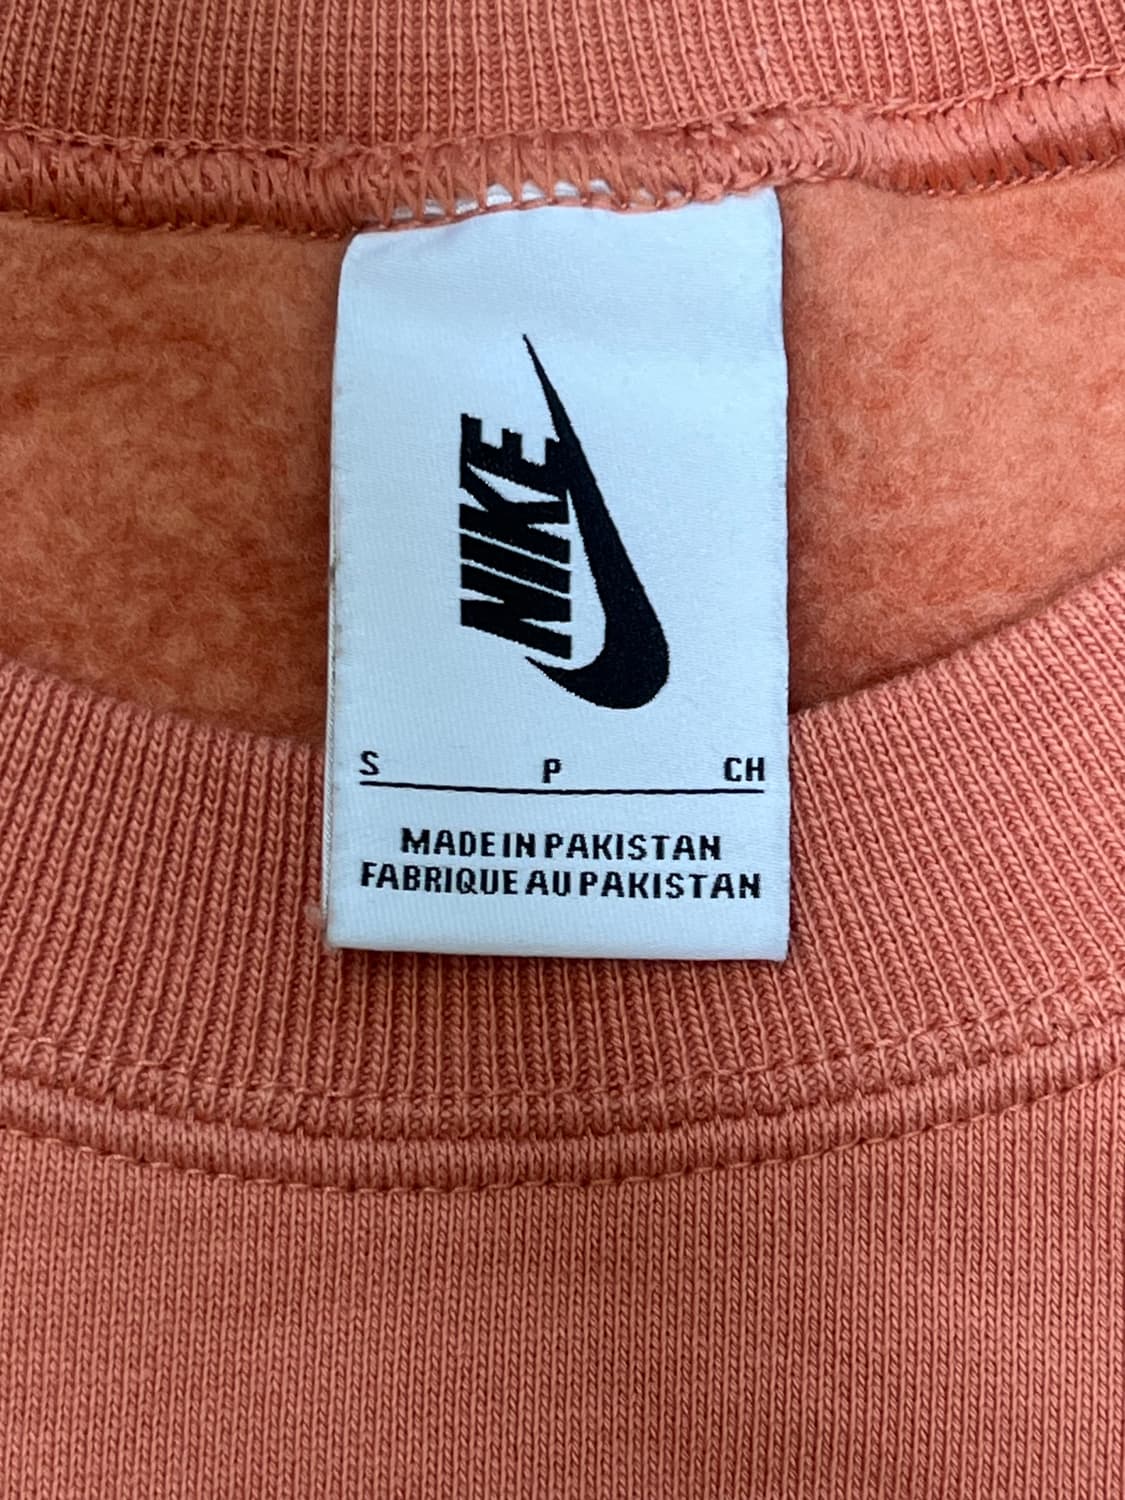 NIKE
S P CH
MADE IN PAKISTAN
FABRIQUE AU PAKISTAN